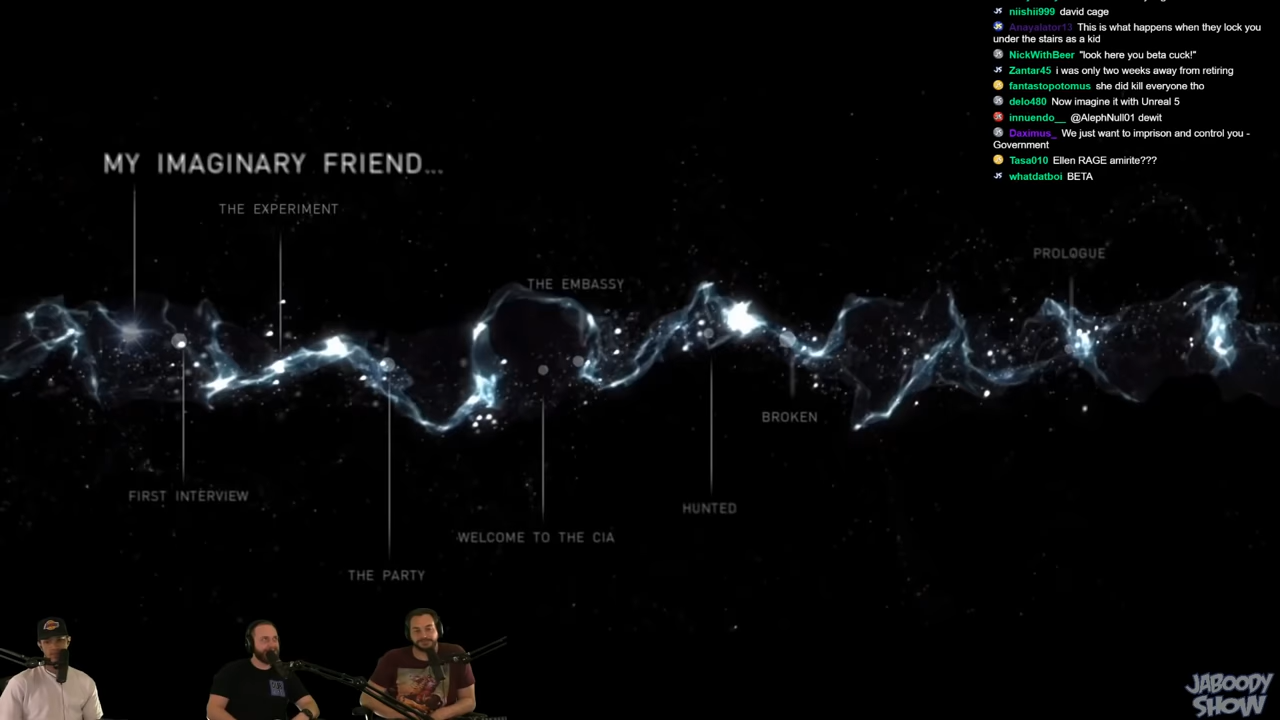 niishii999 david cage
Anayalator13 This is what happens when they lock you
under the stairs as a kid
NickWithBeer "look here you beta cuck!"
Zantar45 i was only two weeks away from retiring
fantastopotomus she did kill everyone tho
delo480 Now imagine it with Unreal 5
innuendo__ @AlephNull01 dewit
Daximus_ We just want to imprison and control you -
Government
Tasa010 Ellen RAGE amirite???
whatdatboi BETA
MY IMAGINARY FRIEND...
THE EXPERIMENT
PROLOGUE
THE EMBASSY
BROKEN
FIRST INTERVIEW
HUNTED
WELCOME TO THE CIA
THE PARTY
JABOODY
SHOW